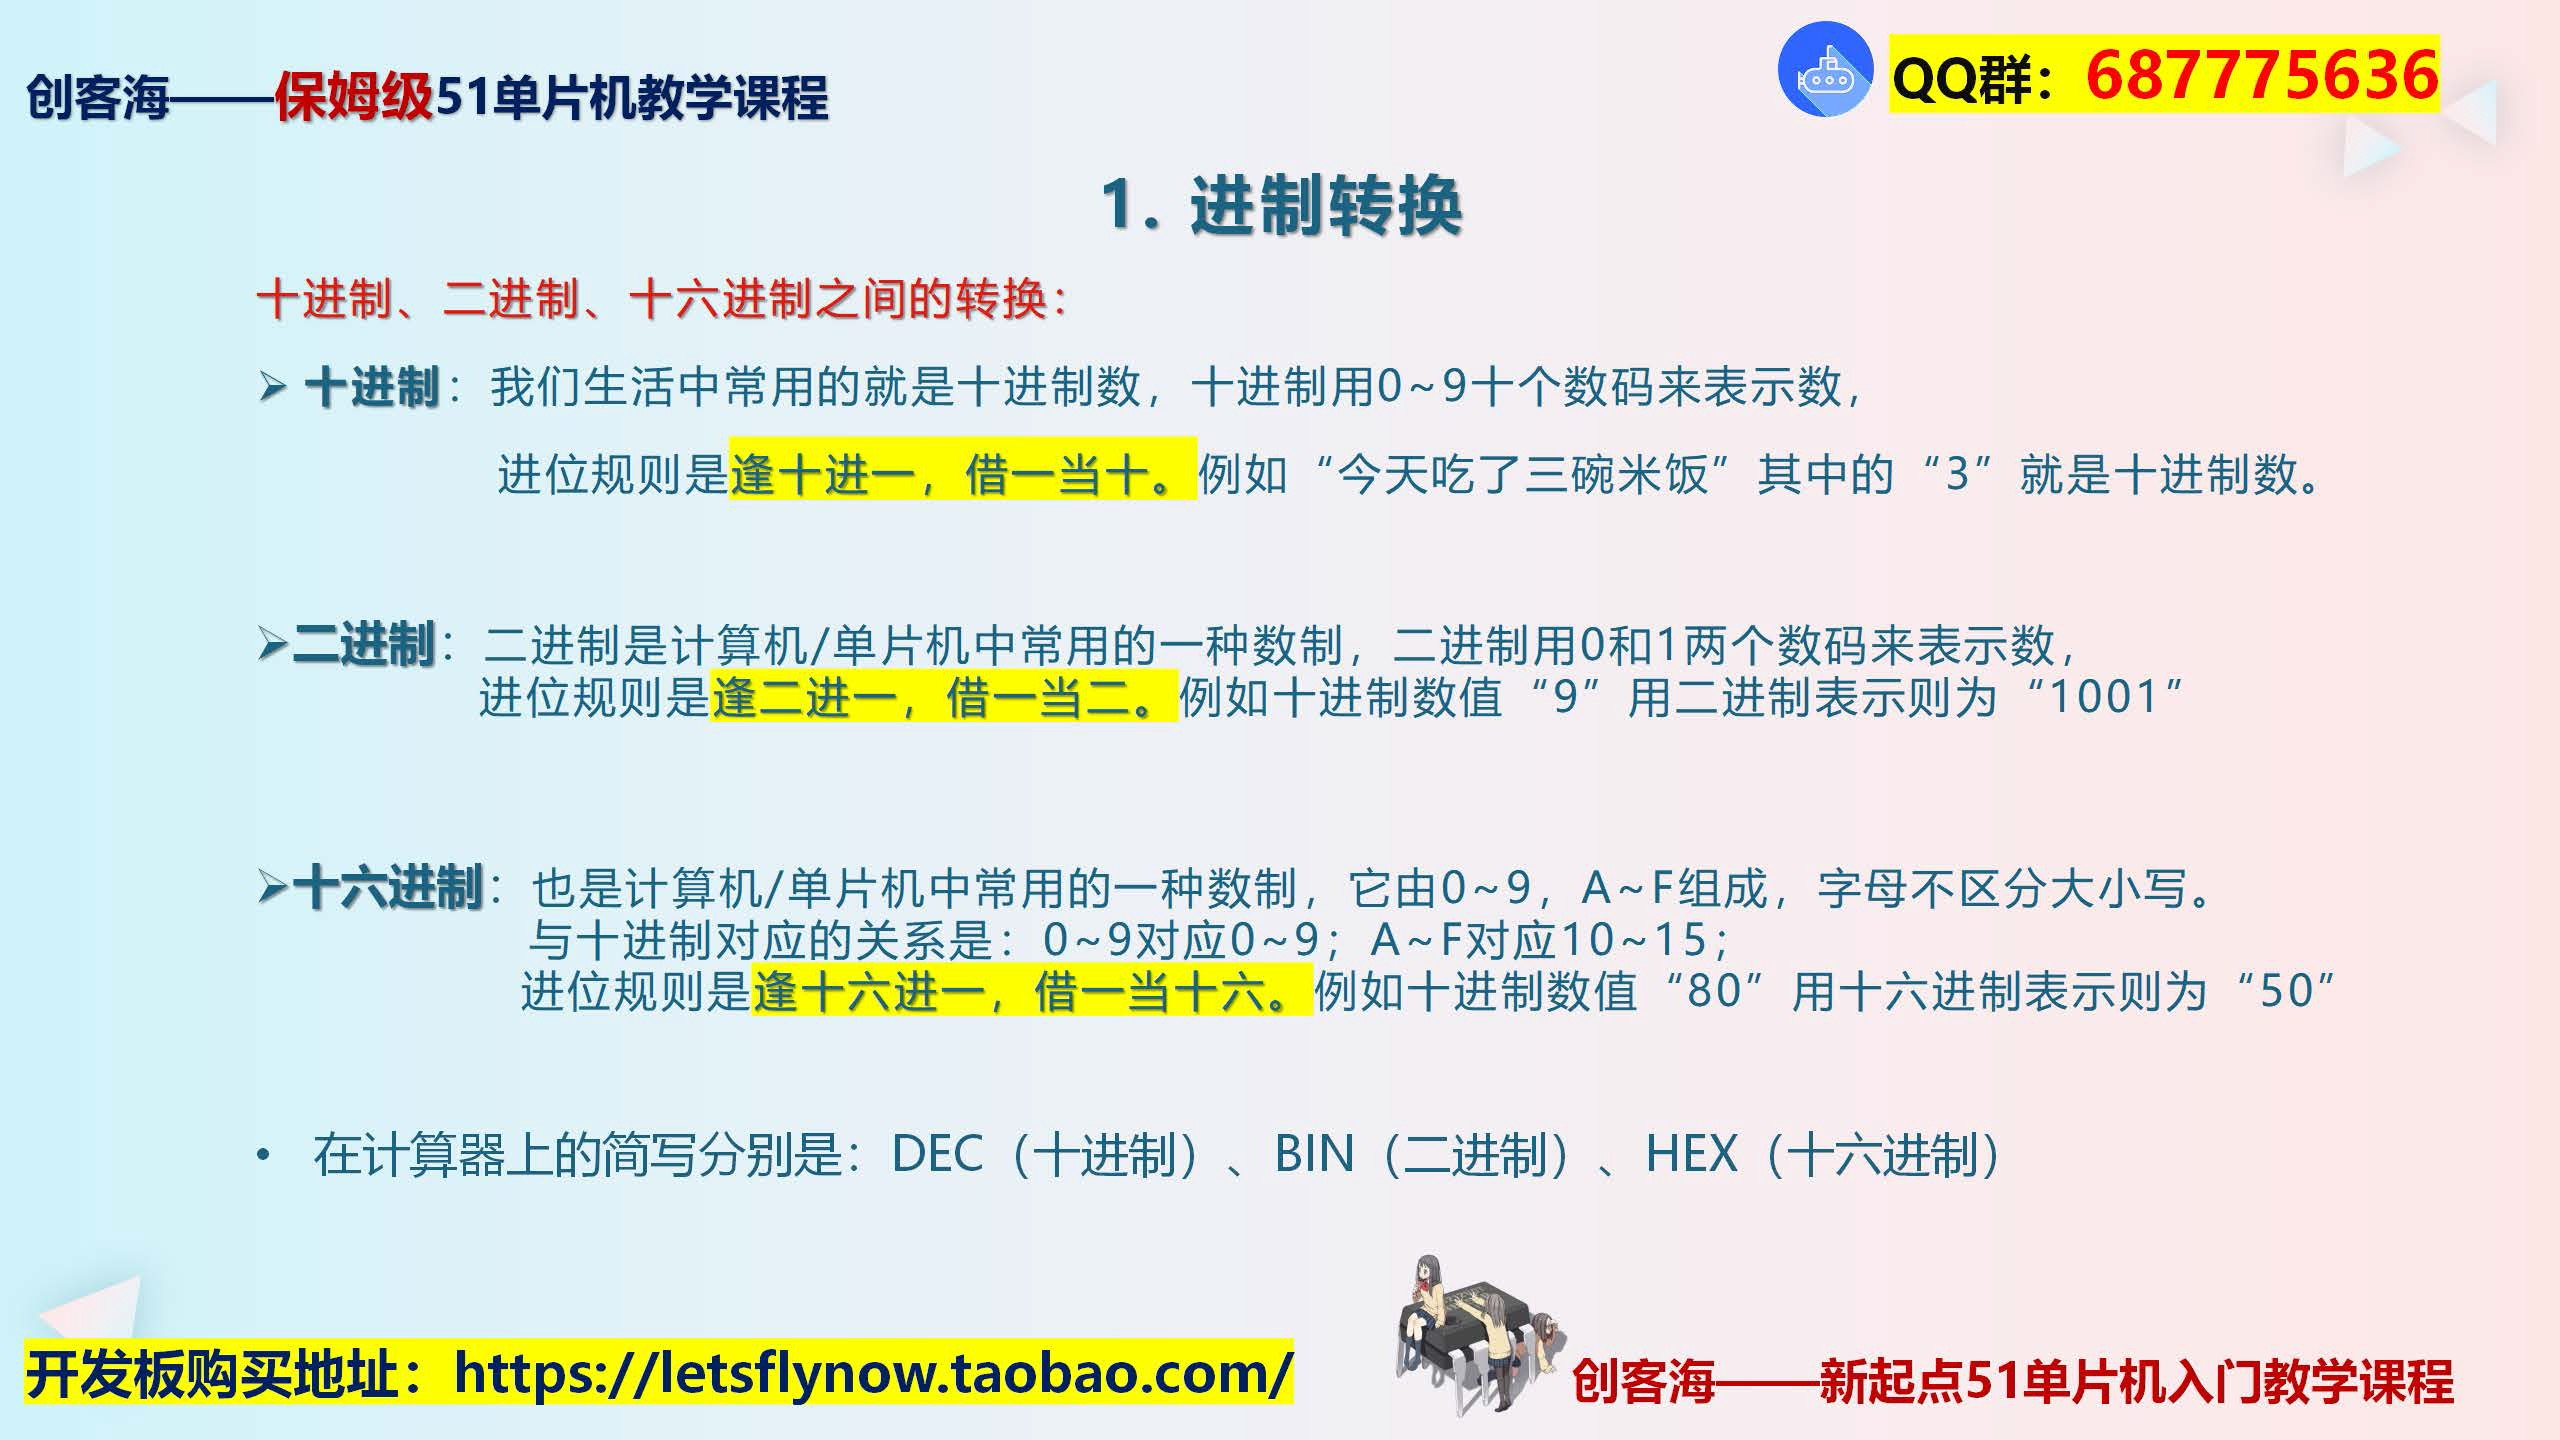 创客海——保姆级51单片机教学课程
QQ群：687775636
1. 进制转换
十进制、二进制、十六进制之间的转换：
➢ 十进制：我们生活中常用的就是十进制数，十进制用0~9十个数码来表示数，
进位规则是逢十进一，借一当十。例如“今天吃了三碗米饭”其中的“3”就是十进制数。
➢二进制：二进制是计算机/单片机中常用的一种数制，二进制用0和1两个数码来表示数，
进位规则是逢二进一，借一当二。例如十进制数值“9”用二进制表示则为“1001”
➢十六进制：也是计算机/单片机中常用的一种数制，它由0~9，A~F组成，字母不区分大小写。
与十进制对应的关系是：0~9对应0~9；A~F对应10~15；
进位规则是逢十六进一，借一当十六。例如十进制数值“80”用十六进制表示则为“50”
• 在计算器上的简写分别是：DEC（十进制）、BIN（二进制）、HEX（十六进制）
开发板购买地址：https://letsflynow.taobao.com/
创客海——新起点51单片机入门教学课程